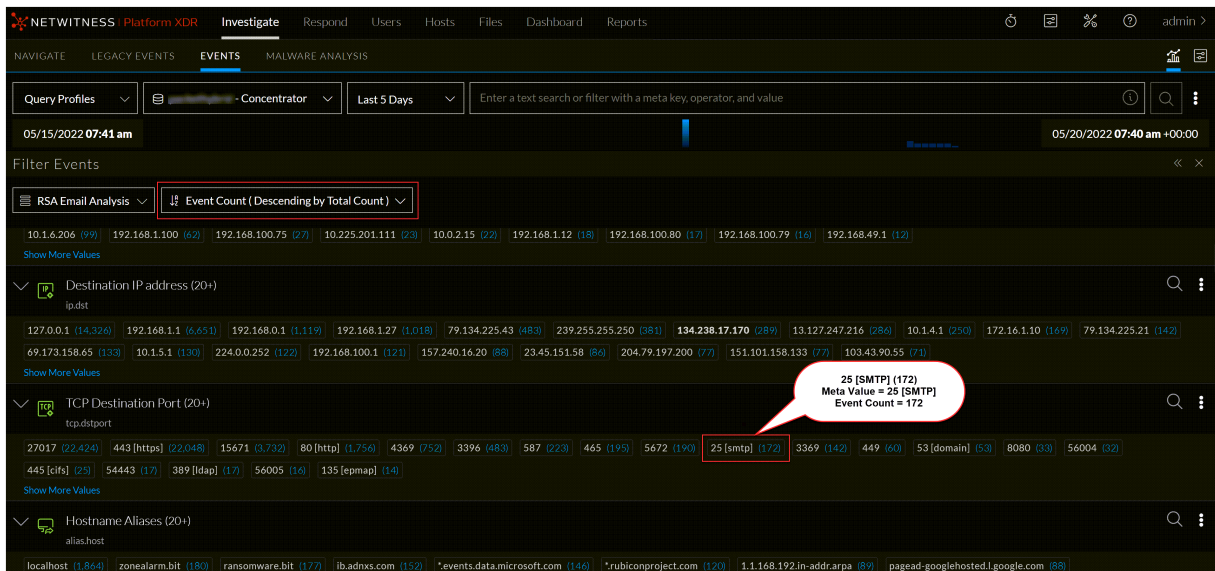 NETWITNESS | Platform XDR Investigate Respond Users Hosts Files Dashboard Reports admin >
NAVIGATE LEGACY EVENTS EVENTS MALWARE ANALYSIS
Query Profiles - Concentrator Last 5 Days Enter a text search or filter with a meta key, operator, and value
05/15/2022 07:41 am 05/20/2022 07:40 am +00:00
Filter Events
RSA Email Analysis Event Count ( Descending by Total Count )
10.1.6.206 (99) 192.168.1.100 (62) 192.168.100.75 (27) 10.225.201.111 (23) 10.0.2.15 (22) 192.168.1.12 (18) 192.168.100.80 (17) 192.168.100.79 (16) 192.168.49.1 (12)
Show More Values
IP Destination IP address (20+)
ip.dst
127.0.0.1 (14,326) 192.168.1.1 (6,651) 192.168.0.1 (1,119) 192.168.1.27 (1,018) 79.134.225.43 (483) 239.255.255.250 (381) 134.238.17.170 (289) 13.127.247.216 (286) 10.1.4.1 (250) 172.16.1.10 (169) 79.134.225.21 (142)
69.173.158.65 (133) 10.1.5.1 (130) 224.0.0.252 (122) 192.168.100.1 (121) 157.240.16.20 (88) 23.45.151.58 (86) 204.79.197.200 (77) 151.101.158.133 (77) 103.43.90.55 (71)
Show More Values
25 [SMTP] (172)
Meta Value = 25 [SMTP]
Event Count = 172
TCP TCP Destination Port (20+)
tcp.dstport
27017 (22,424) 443 [https] (22,048) 15671 (3,732) 80 [http] (1,756) 4369 (752) 3396 (483) 587 (223) 465 (195) 5672 (190) 25 [smtp] (172) 3369 (142) 449 (60) 53 [domain] (53) 8080 (33) 56004 (32)
445 [cifs] (25) 54443 (17) 389 [ldap] (17) 56005 (16) 135 [epmap] (14)
Show More Values
Hostname Aliases (20+)
alias.host
localhost (1,864) zonealarm.bit (180) ransomware.bit (177) ib.adnxs.com (152) *.events.data.microsoft.com (146) *.rubiconproject.com (120) 1.1.168.192.in-addr.arpa (89) pagead-googlehosted.l.google.com (88)